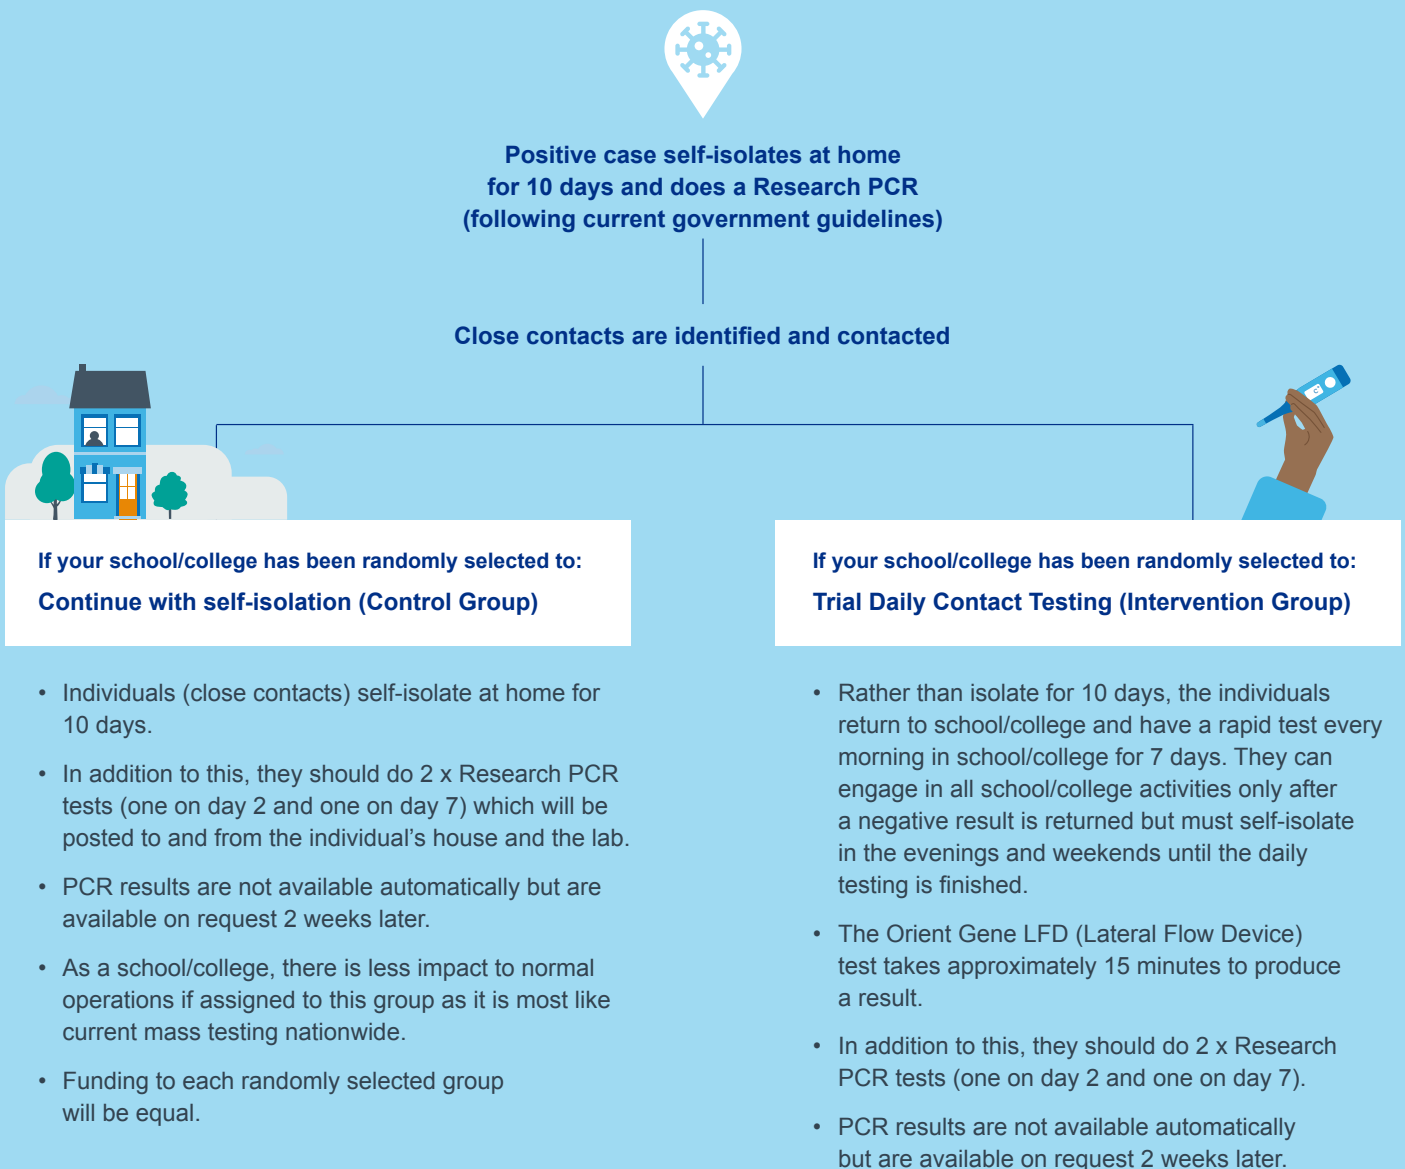 Positive case self-isolates at home
for 10 days and does a Research PCR
(following current government guidelines)
Close contacts are identified and contacted
If your school/college has been randomly selected to:
Continue with self-isolation (Control Group)
• Individuals (close contacts) self-isolate at home for
10 days.
• In addition to this, they should do 2 x Research PCR
tests (one on day 2 and one on day 7) which will be
posted to and from the individual’s house and the lab.
• PCR results are not available automatically but are
available on request 2 weeks later.
• As a school/college, there is less impact to normal
operations if assigned to this group as it is most like
current mass testing nationwide.
• Funding to each randomly selected group
will be equal.
If your school/college has been randomly selected to:
Trial Daily Contact Testing (Intervention Group)
• Rather than isolate for 10 days, the individuals
return to school/college and have a rapid test every
morning in school/college for 7 days. They can
engage in all school/college activities only after
a negative result is returned but must self-isolate
in the evenings and weekends until the daily
testing is finished.
• The Orient Gene LFD (Lateral Flow Device)
test takes approximately 15 minutes to produce
a result.
• In addition to this, they should do 2 x Research
PCR tests (one on day 2 and one on day 7).
• PCR results are not available automatically
but are available on request 2 weeks later.